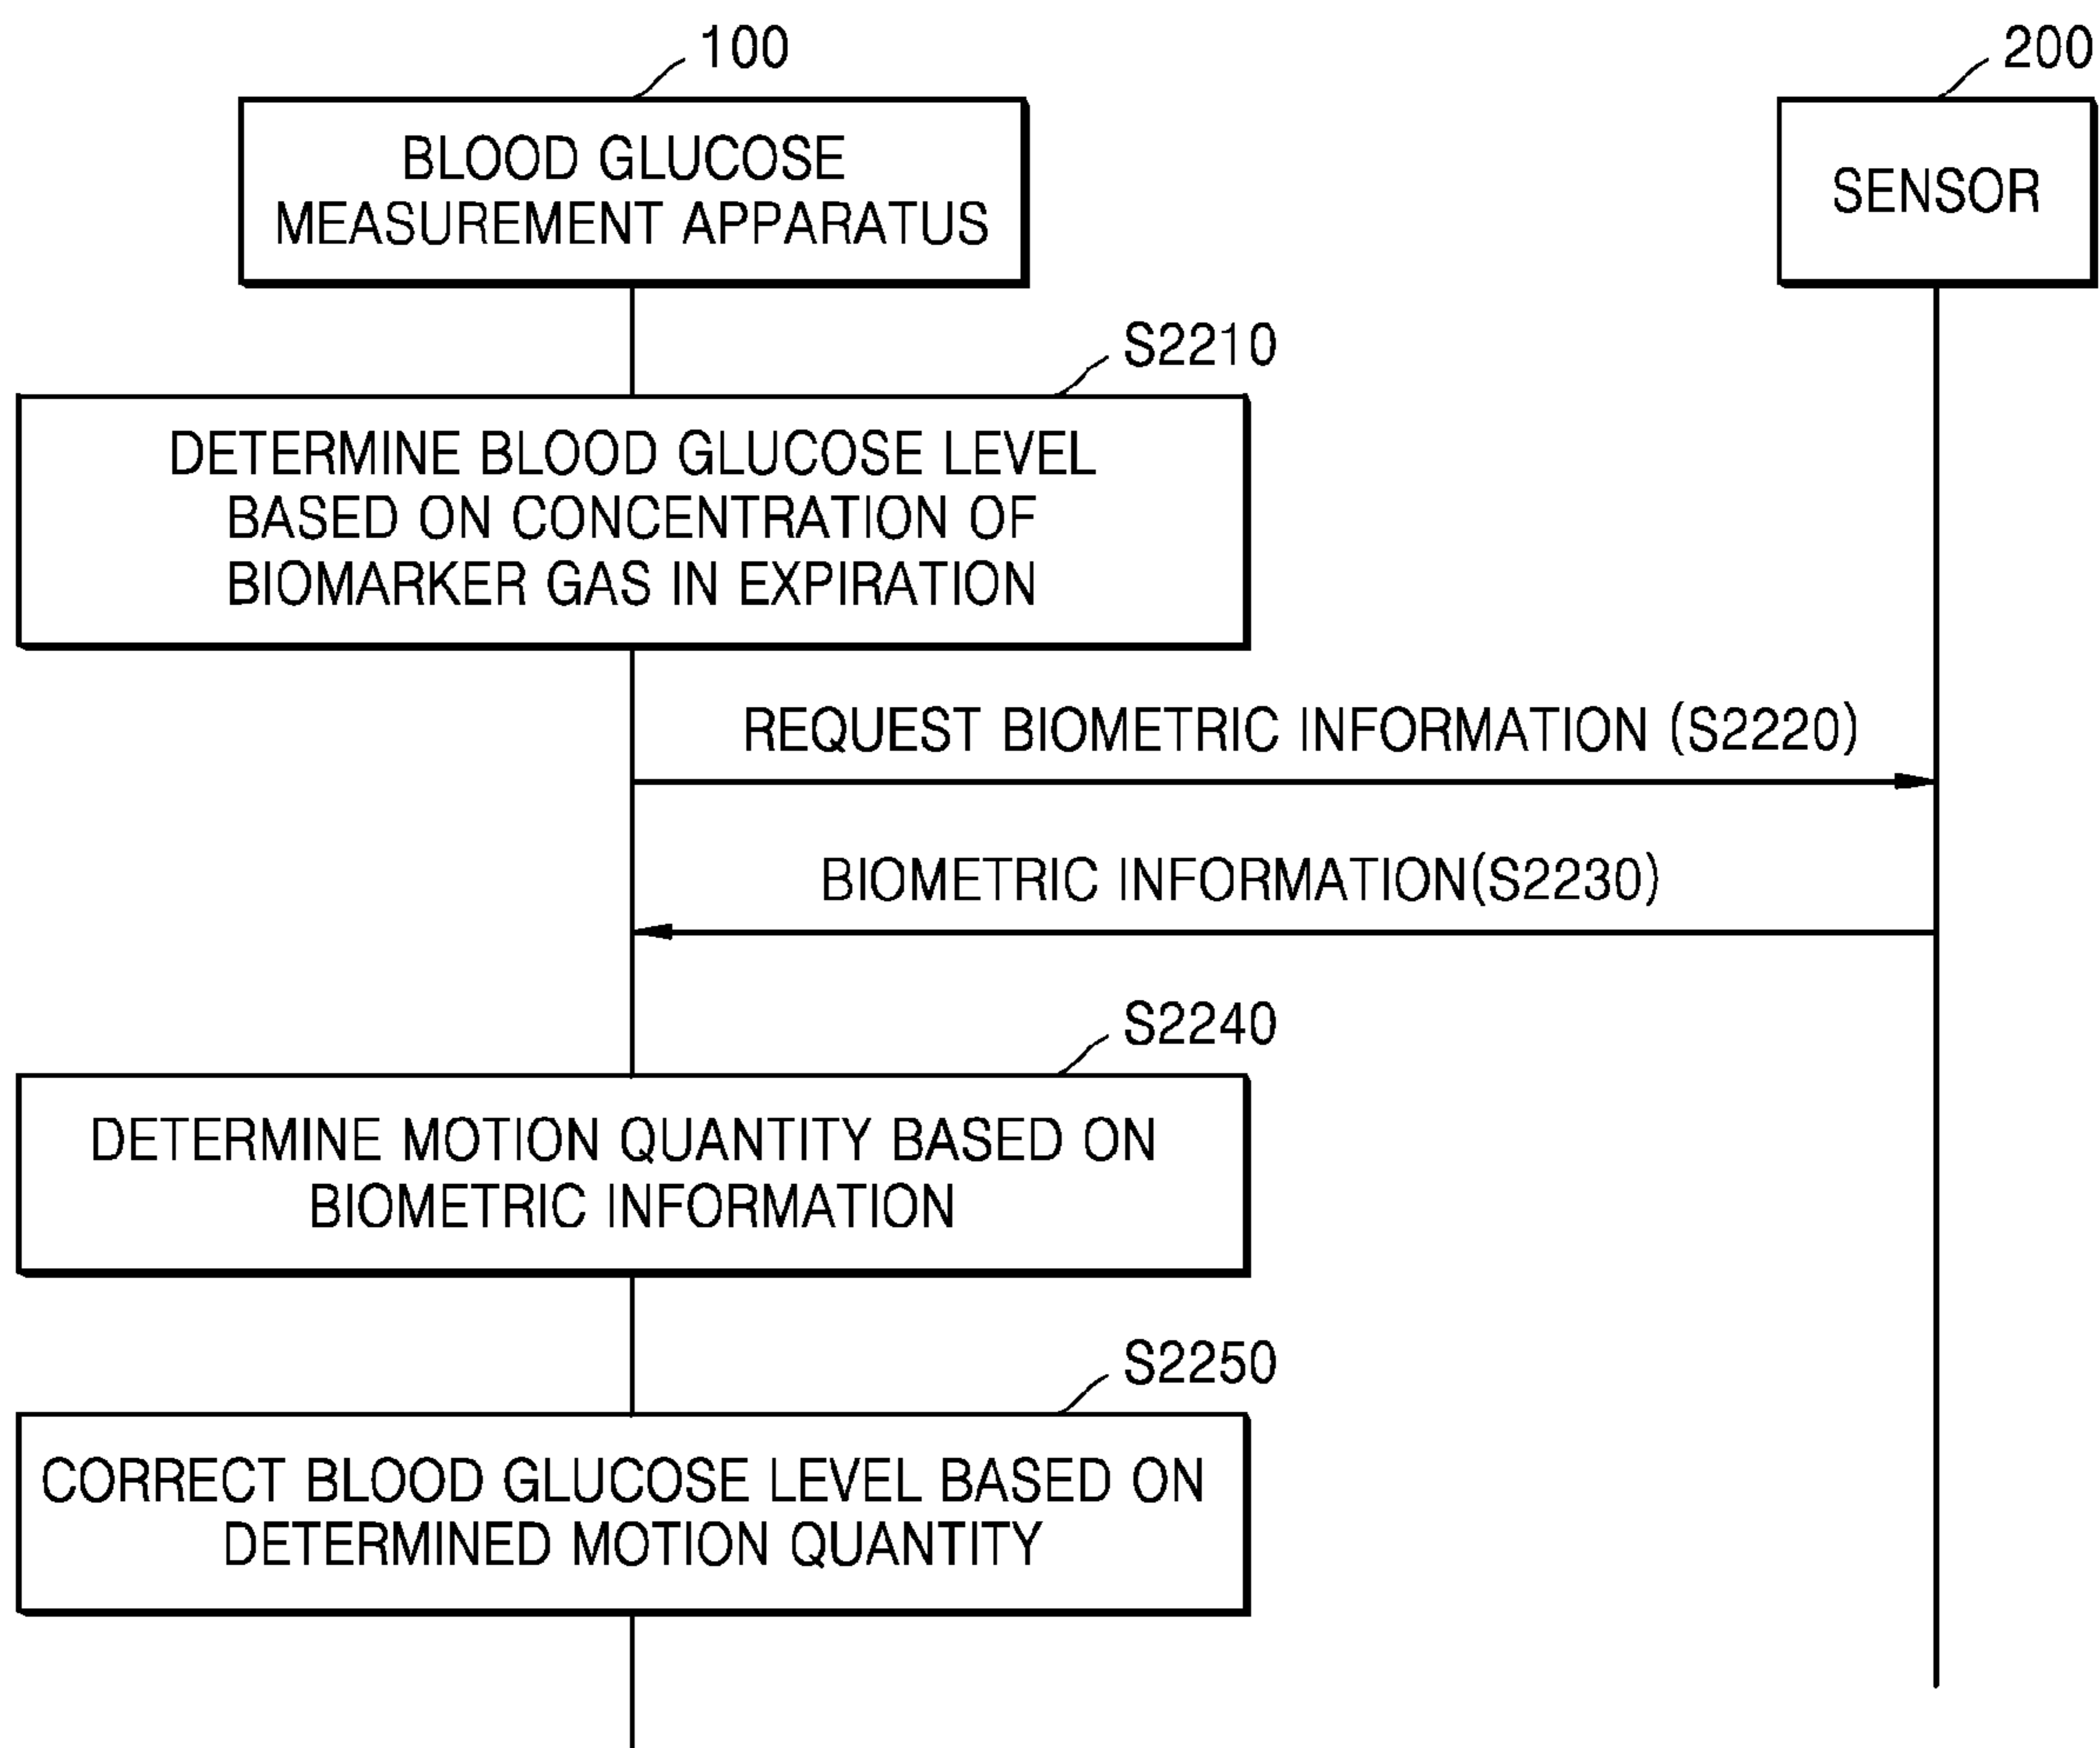 100
200
BLOOD GLUCOSE
MEASUREMENT APPARATUS
SENSOR
S2210
DETERMINE BLOOD GLUCOSE LEVEL
BASED ON CONCENTRATION OF
BIOMARKER GAS IN EXPIRATION
REQUEST BIOMETRIC INFORMATION (S2220)
BIOMETRIC INFORMATION(S2230)
S2240
DETERMINE MOTION QUANTITY BASED ON
BIOMETRIC INFORMATION
S2250
CORRECT BLOOD GLUCOSE LEVEL BASED ON
DETERMINED MOTION QUANTITY